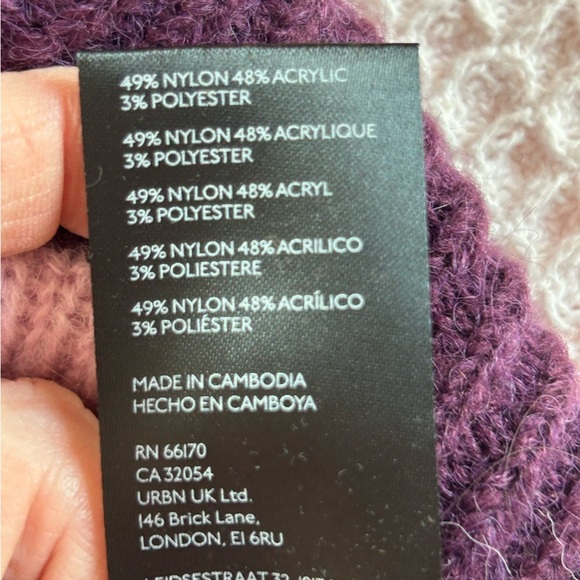 49% NYLON 48% ACRYLIC
3% POLYESTER
49% NYLON 48% ACRYLIQUE
3% POLYESTER
49% NYLON 48% ACRYL
3% POLYESTER
49% NYLON 48% ACRILICO
3% POLIESTERE
49% NYLON 48% ACRÍLICO
3% POLIÉSTER
MADE IN CAMBODIA
HECHO EN CAMBOYA
RN 66170
CA 32054
URBN UK Ltd.
146 Brick Lane,
LONDON, E1 6RU
LEIDSESTRAAT 32,